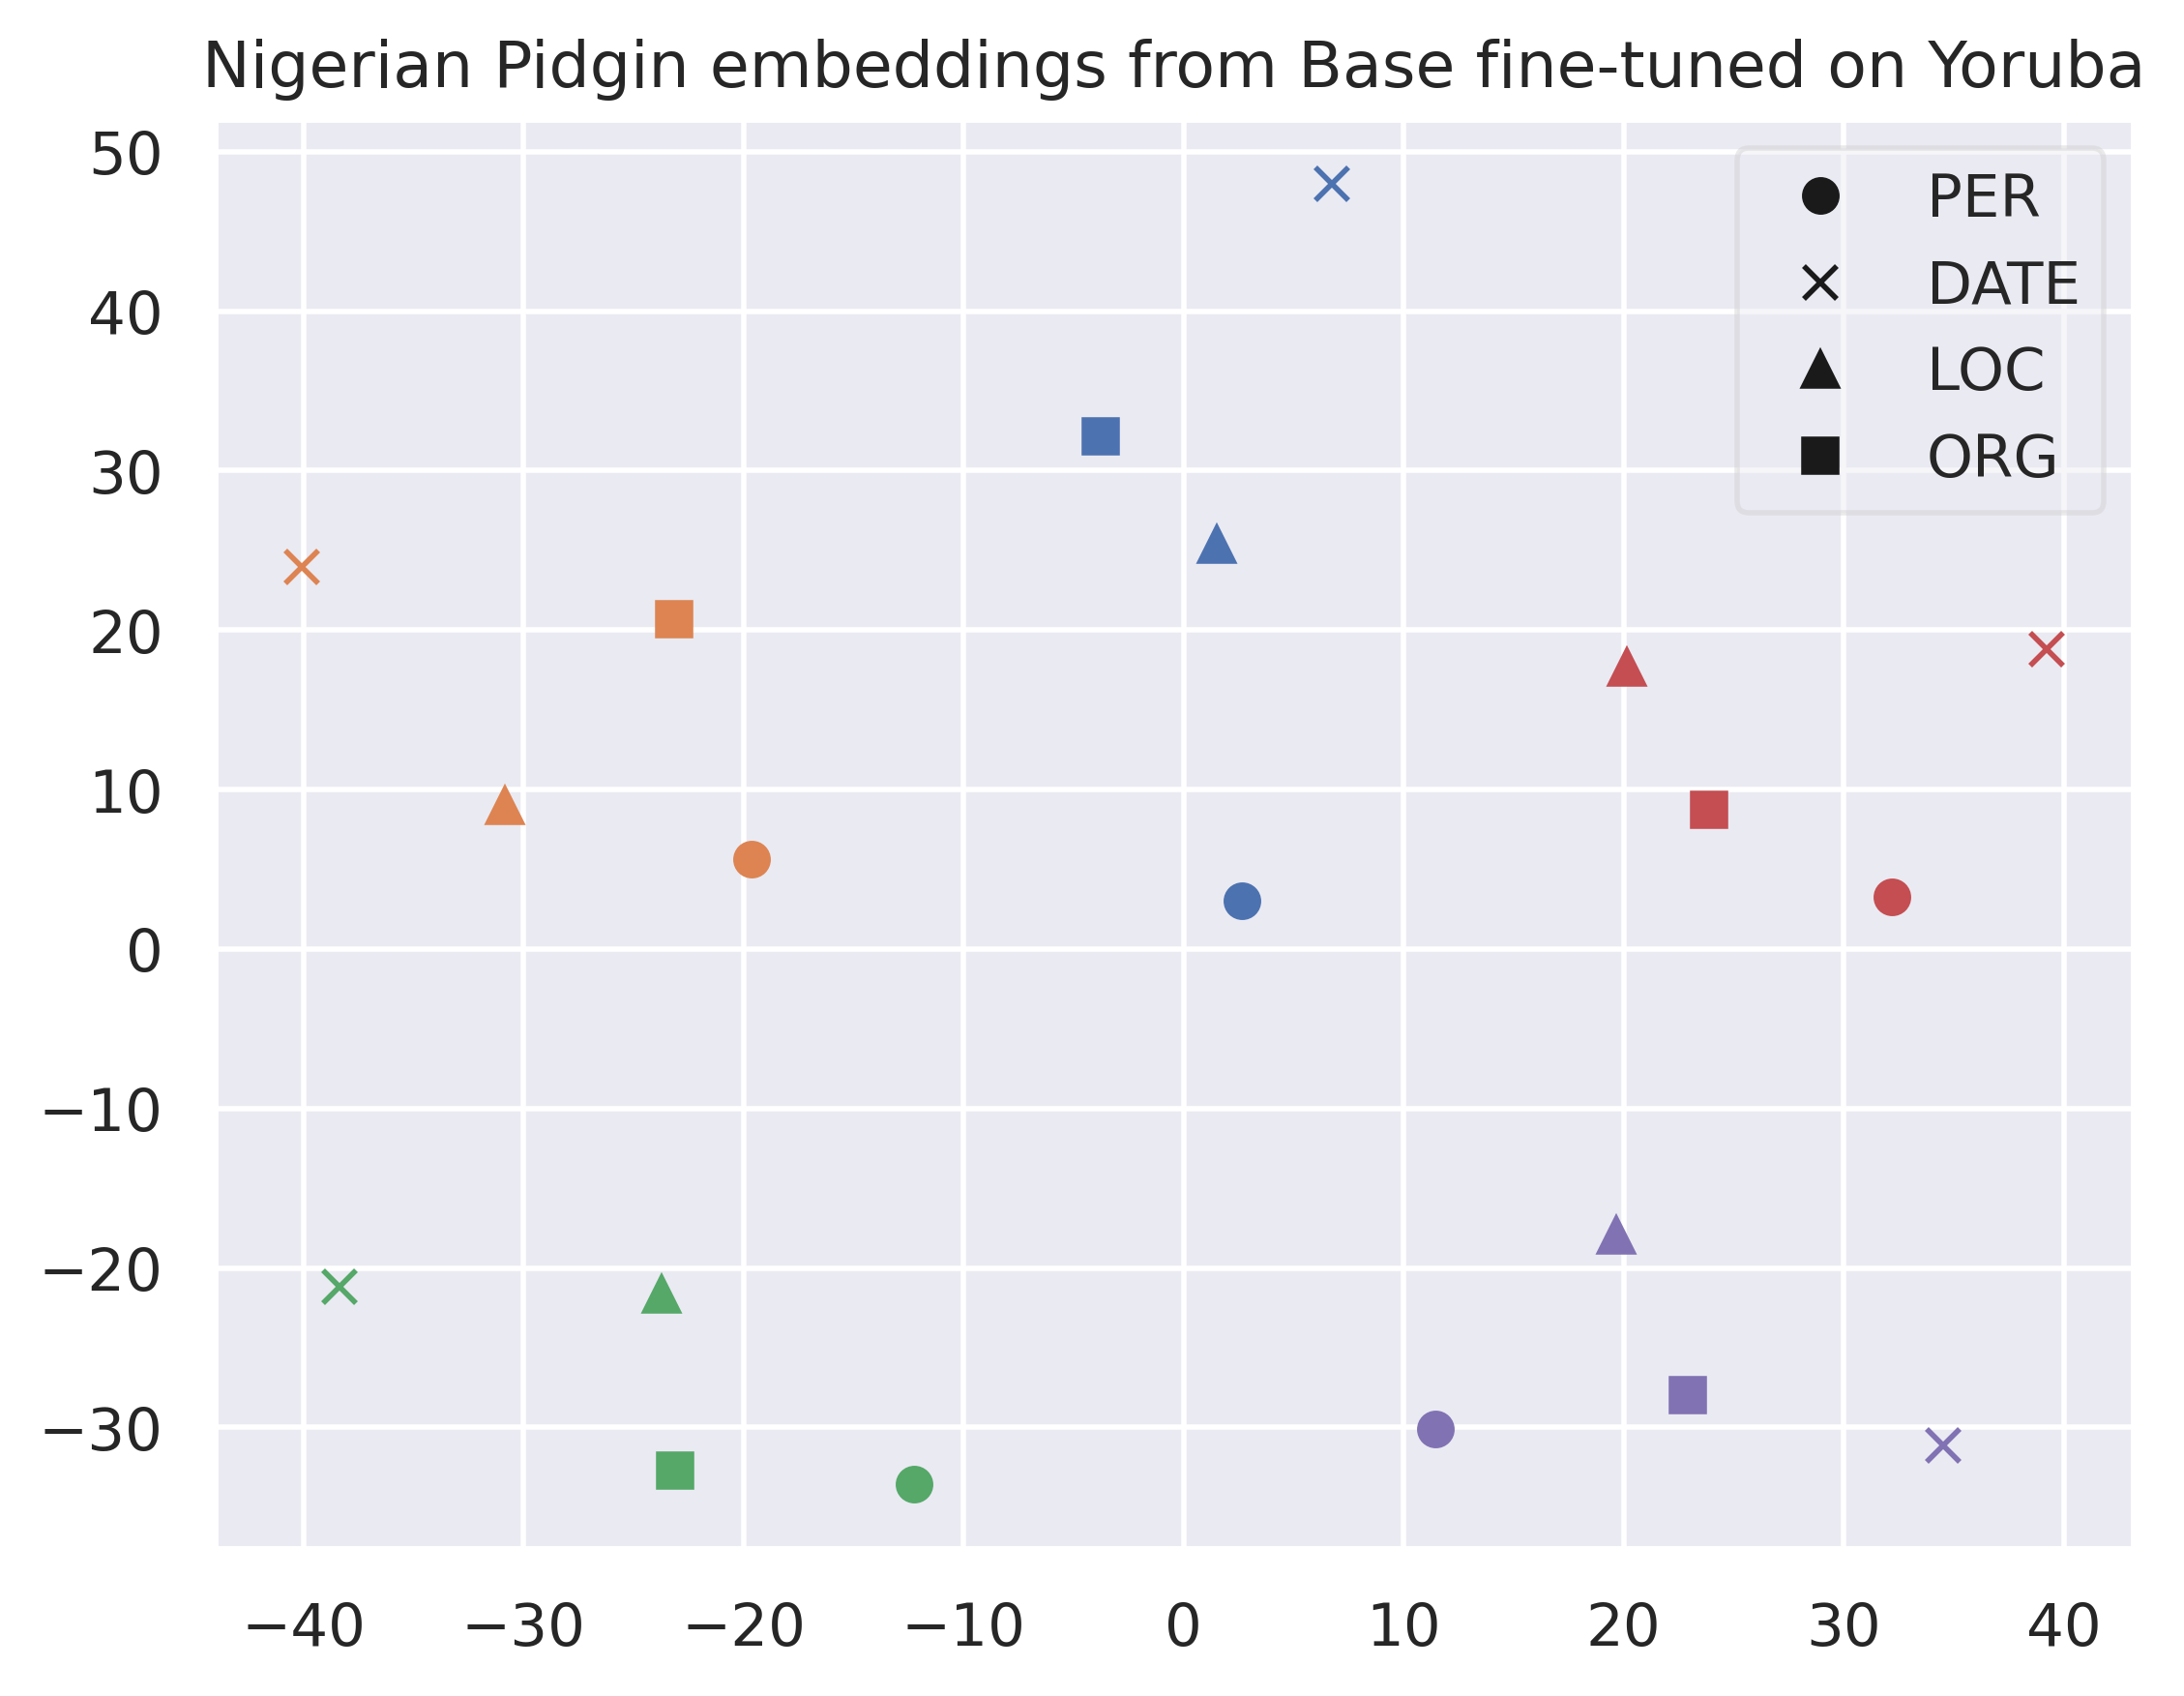 Nigerian Pidgin embeddings from Base fine-tuned on Yoruba
50
40
30
20
10
0
−10
−20
−30
PER
DATE
LOC
ORG
−40 −30 −20 −10 0 10 20 30 40